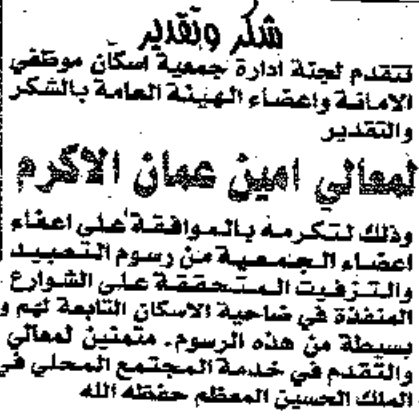 شكر وتقدير
تتقدم لجنة ادارة جمعية اسكان موظفي
الامانة واعضاء الهيئة العامة بالشكر
والتقدير
لمعالي امين عمان الاكرم
وذلك لتكرمه بالموافقة على اعفاء
اعضاء الجمعية من رسوم التعبيد
والتزفيت المتحققة على الشوارع
المنفذة في ضاحية الاسكان التابعة لهم و
بسيطة من هذه الرسوم. متمنين لمعالي
والتقدم في خدمة المجتمع المحلي في
الملك الحسين المعظم حفظه الله